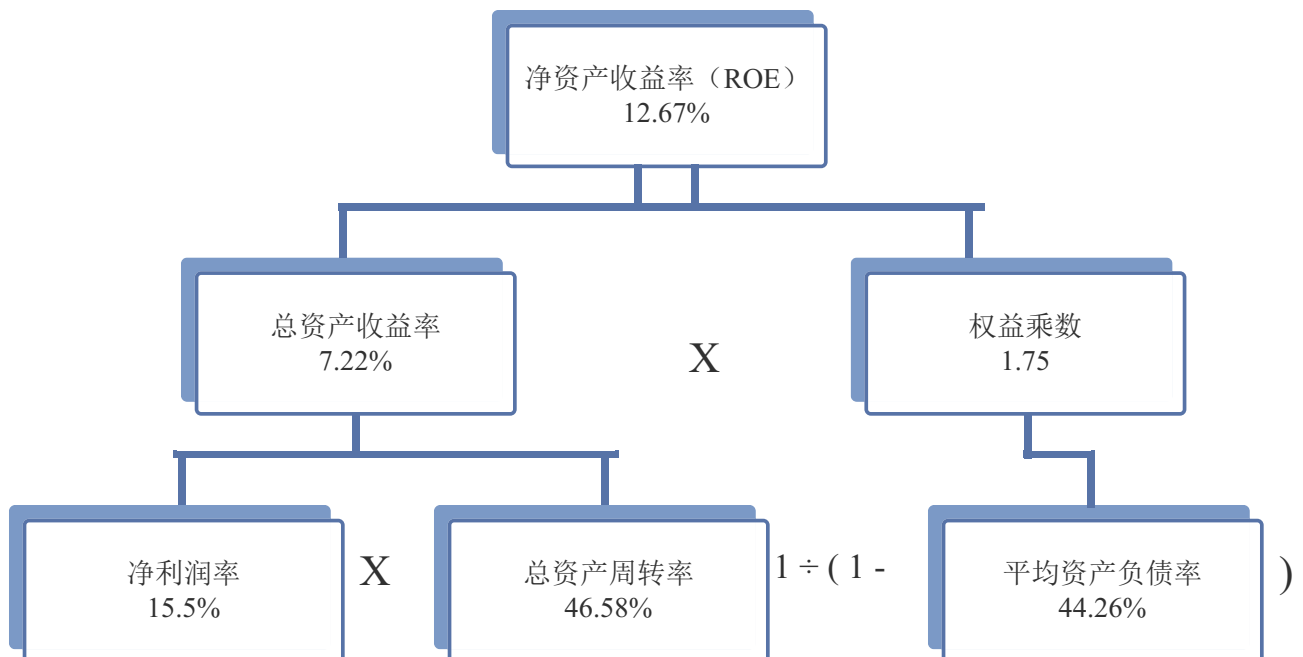 净资产收益率（ROE）
12.67%
总资产收益率
7.22%
X
权益乘数
1.75
净利润率
15.5%
X
总资产周转率
46.58%
1 ÷ ( 1 -
平均资产负债率
44.26%
)